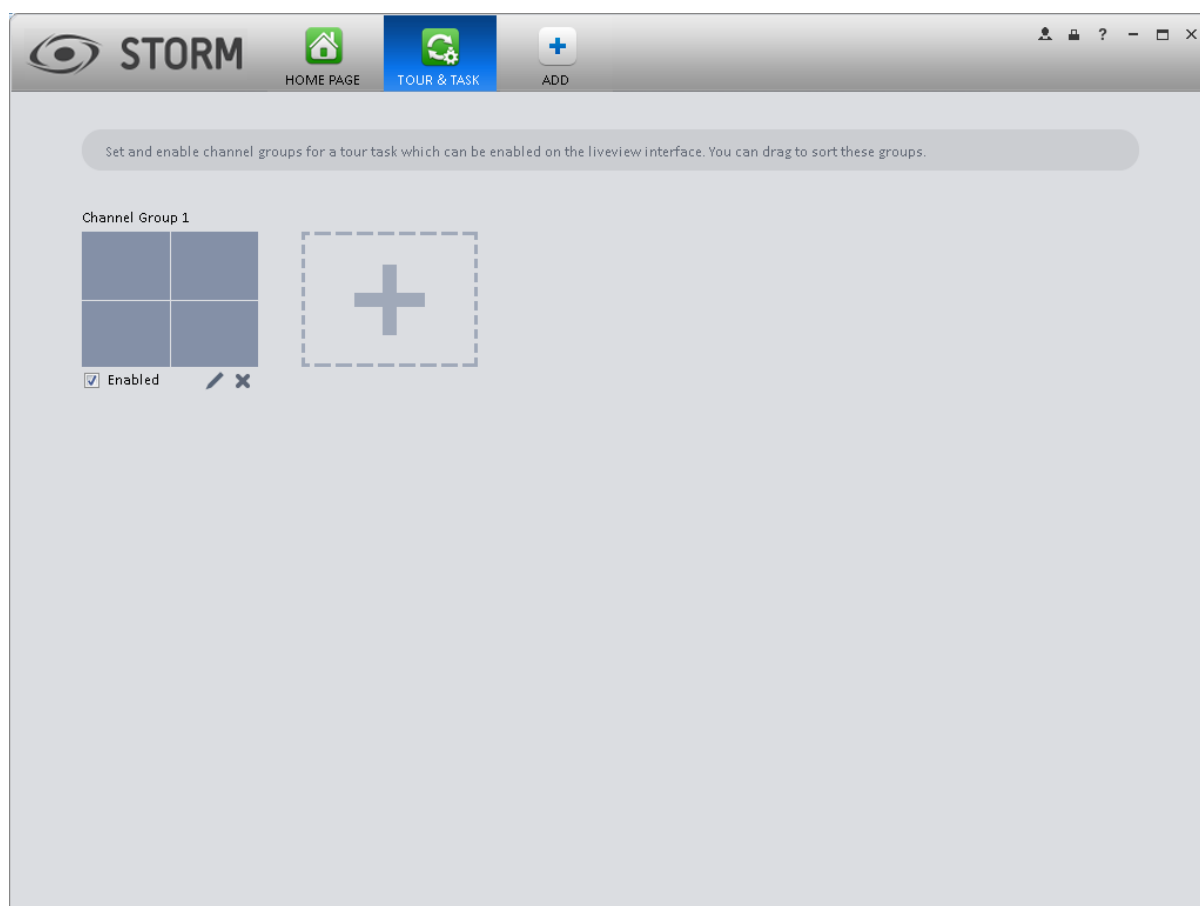 STORM
HOME PAGE
TOUR & TASK
ADD
?
Set and enable channel groups for a tour task which can be enabled on the liveview interface. You can drag to sort these groups.
Channel Group 1
Enabled